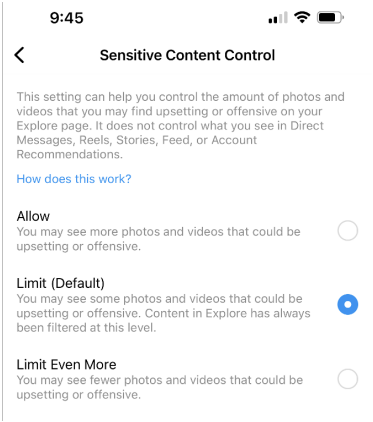 9:45
Sensitive Content Control
This setting can help you control the amount of photos and
videos that you may find upsetting or offensive on your
Explore page. It does not control what you see in Direct
Messages, Reels, Stories, Feed, or Account
Recommendations.
How does this work?
Allow
You may see more photos and videos that could be
upsetting or offensive.
Limit (Default)
You may see some photos and videos that could be
upsetting or offensive. Content in Explore has always
been filtered at this level.
Limit Even More
You may see fewer photos and videos that could be
upsetting or offensive.